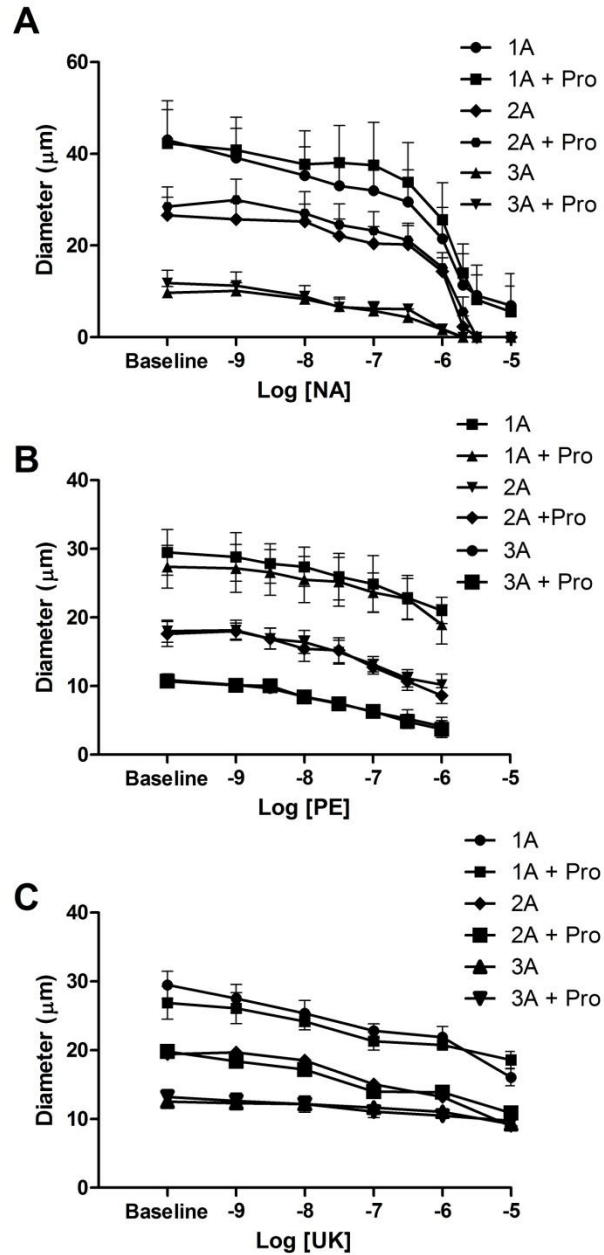 A
1A
1A + Pro
2A
2A + Pro
3A
3A + Pro
60
40
20
0
Diameter (μm)
Baseline -9 -8 -7 -6 -5
Log [NA]
B
1A
1A + Pro
2A
2A +Pro
3A
3A + Pro
40
30
20
10
0
Diameter (μm)
Baseline -9 -8 -7 -6 -5
Log [PE]
C
1A
1A + Pro
2A
2A + Pro
3A
3A + Pro
40
30
20
10
0
Diameter (μm)
Baseline -9 -8 -7 -6 -5
Log [UK]